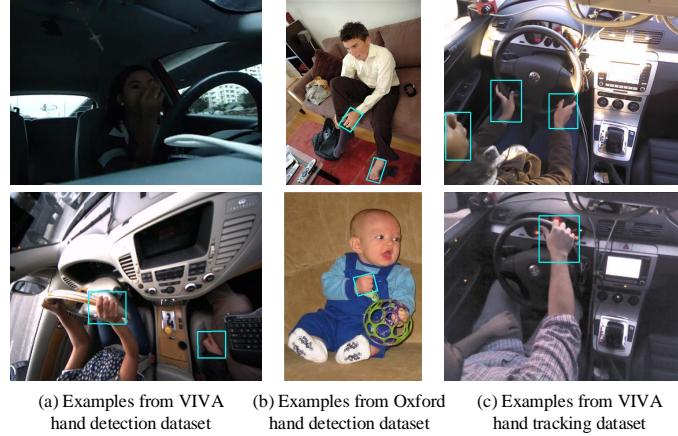 (a) Examples from VIVA
hand detection dataset
(b) Examples from Oxford
hand detection dataset
(c) Examples from VIVA
hand tracking dataset